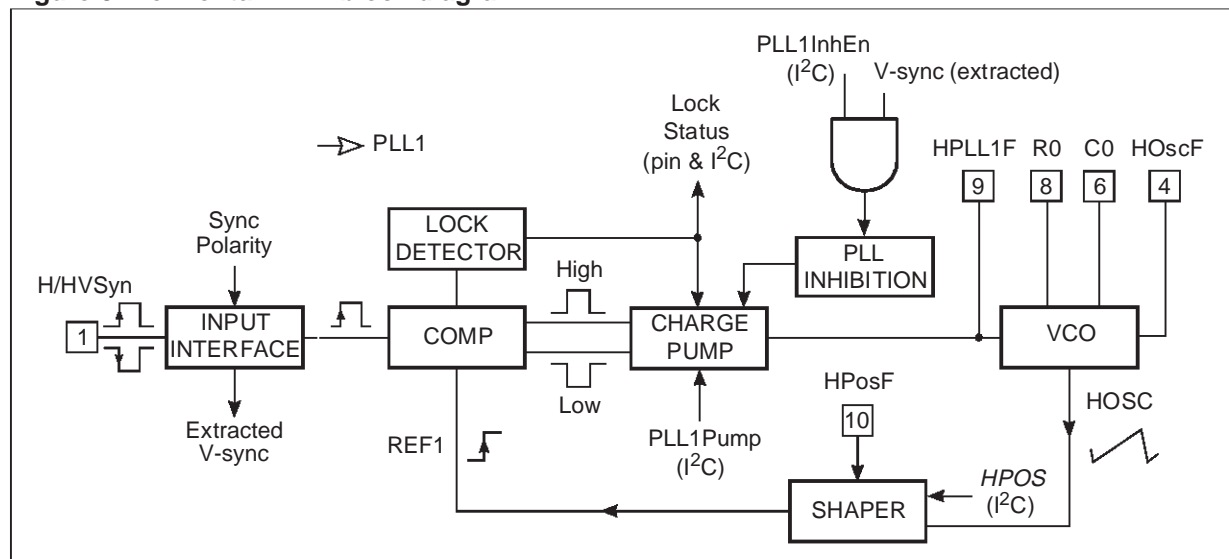 PLL1InhEn
(I²C)
V-sync (extracted)
Lock
Status
(pin & I²C)
PLL1
HPLL1F
R0
C0
HOscF
9
8
6
4
Sync
Polarity
LOCK
DETECTOR
High
PLL
INHIBITION
H/HVSyn
1
INPUT
INTERFACE
COMP
CHARGE
PUMP
VCO
Low
HPosF
10
HOSC
Extracted
V-sync
REF1
PLL1Pump
(I²C)
HPOS
(I²C)
SHAPER